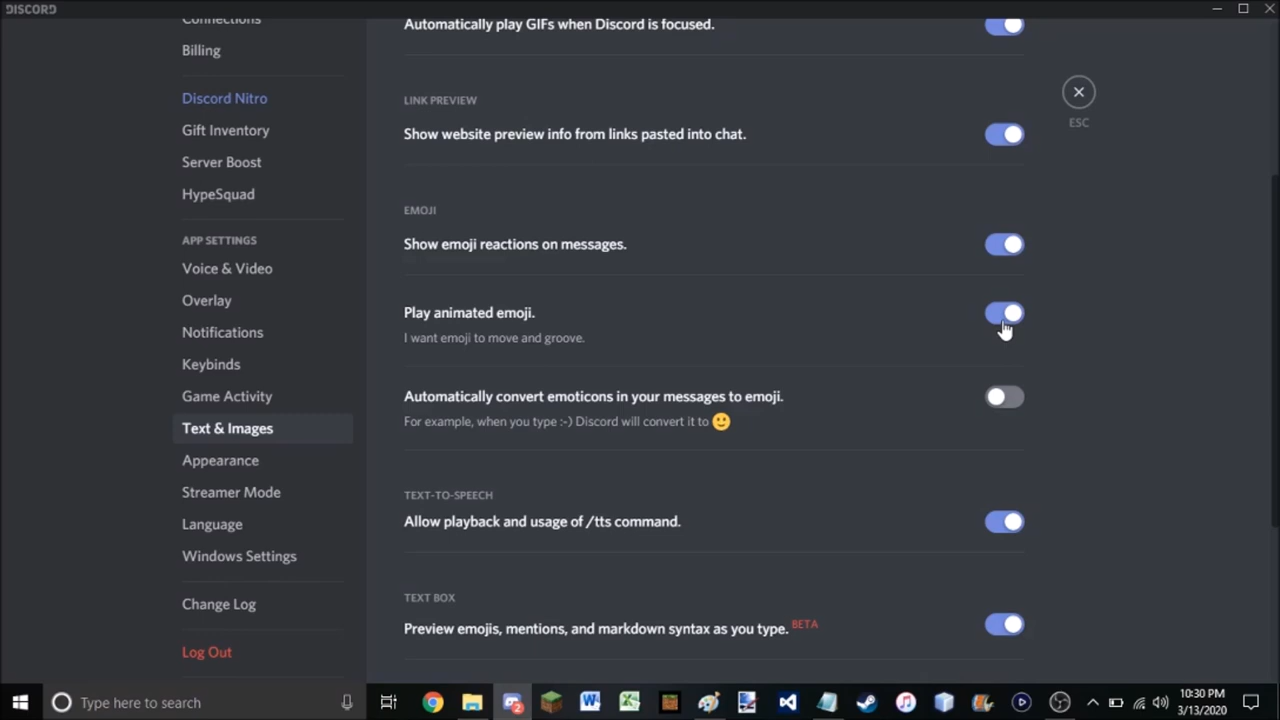 DISCORD
Connections
Billing
Discord Nitro
Gift Inventory
Server Boost
HypeSquad
APP SETTINGS
Voice & Video
Overlay
Notifications
Keybinds
Game Activity
Text & Images
Appearance
Streamer Mode
Language
Windows Settings
Change Log
Log Out
Automatically play GIFs when Discord is focused.
LINK PREVIEW
Show website preview info from links pasted into chat.
EMOJI
Show emoji reactions on messages.
Play animated emoji.
I want emoji to move and groove.
Automatically convert emoticons in your messages to emoji.
For example, when you type :-) Discord will convert it to 🙂
TEXT-TO-SPEECH
Allow playback and usage of /tts command.
TEXT BOX
Preview emojis, mentions, and markdown syntax as you type. BETA
ESC
Type here to search
2
10:30 PM
3/13/2020